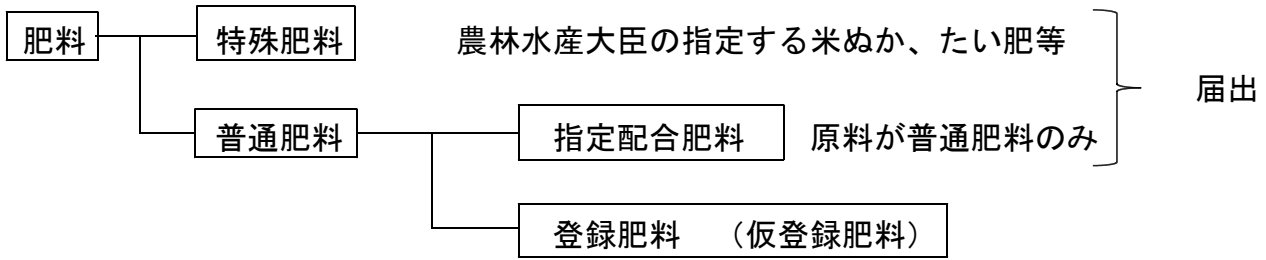 肥料 特殊肥料 農林水産大臣の指定する米ぬか、たい肥等
届出
普通肥料 指定配合肥料 原料が普通肥料のみ
登録肥料 （仮登録肥料）